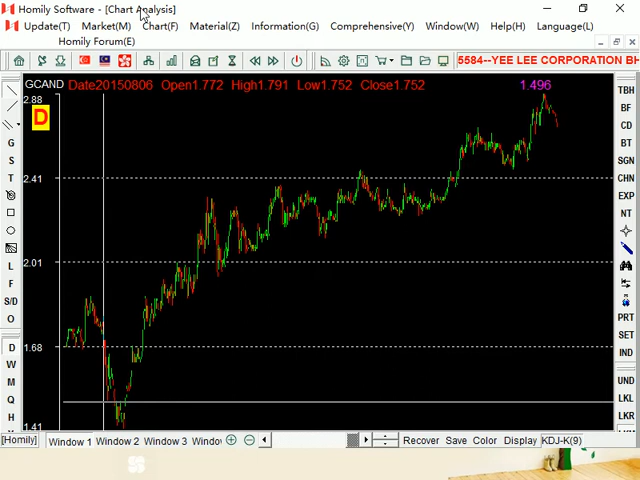 Homily Software - [Chart Analysis]
Update(T) Market(M) Chart(F) Material(Z) Information(G) Comprehensive(Y) Window(W) Help(H) Language(L)
Homily Forum(E)
5584--YEE LEE CORPORATION BH
GCAND Date20150806 Open1.772 High1.791 Low1.752 Close1.752 1.496
2.88
D
2.41
2.01
1.68
1.41
G
S
T
L
F
S/D
O
D
W
M
Q
H
TBH
BF
CD
BT
SGN
CHN
EXP
NT
PRT
SET
IND
UND
LKL
LKR
[Homily] Window 1 Window 2 Window 3 Windo Recover Save Color Display KDJ-K(9)